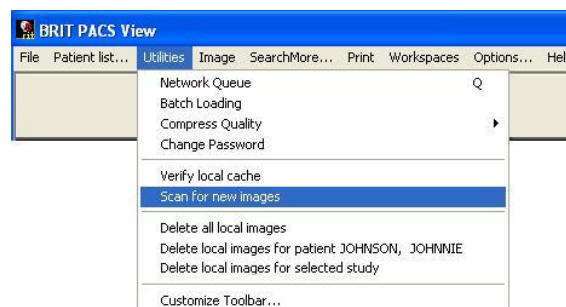 BRIT PACS View
File Patient list... Utilities Image SearchMore... Print Workspaces Options... Hel
Network Queue Q
Batch Loading
Compress Quality
Change Password
Verify local cache
Scan for new images
Delete all local images
Delete local images for patient JOHNSON, JOHNNIE
Delete local images for selected study
Customize Toolbar...